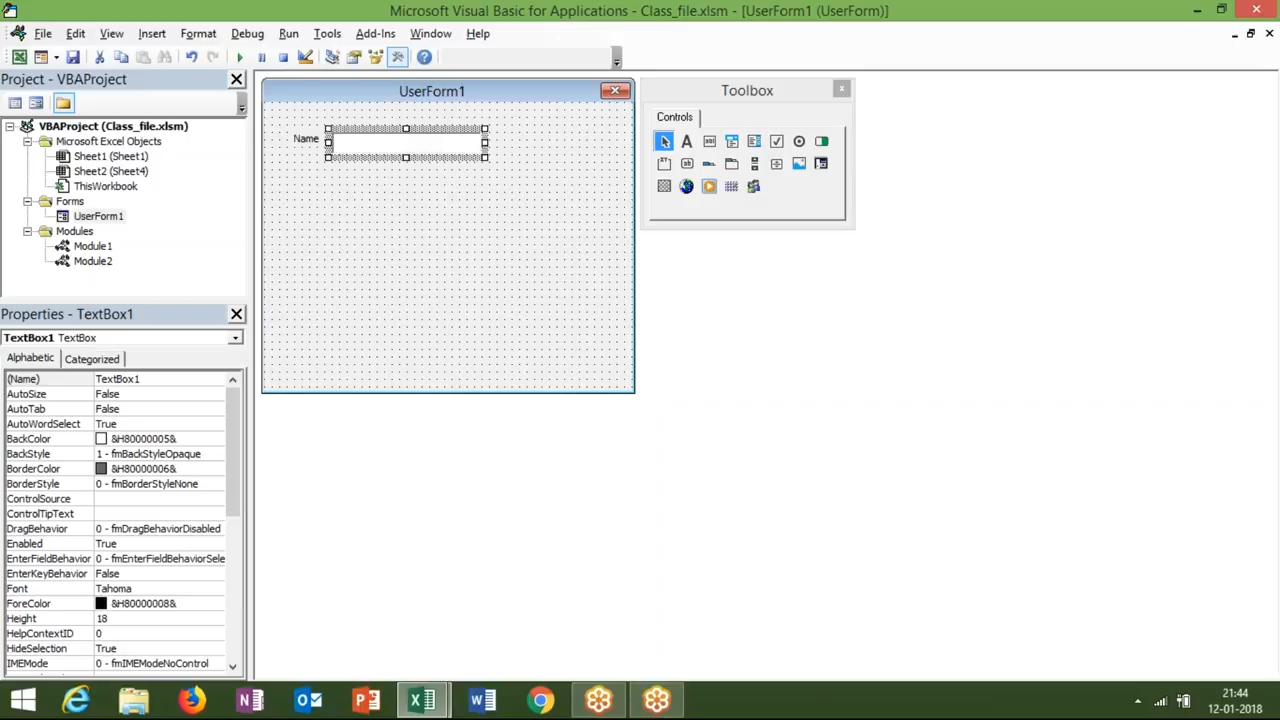 Microsoft Visual Basic for Applications - Class_file.xlsm - [UserForm1 (UserForm)]
File Edit View Insert Format Debug Run Tools Add-Ins Window Help
Project - VBAProject
VBAProject (Class_file.xlsm)
Microsoft Excel Objects
Sheet1 (Sheet1)
Sheet2 (Sheet4)
ThisWorkbook
Forms
UserForm1
Modules
Module1
Module2
Properties - TextBox1
TextBox1 TextBox
Alphabetic Categorized
(Name) TextBox1
AutoSize False
AutoTab False
AutoWordSelect True
BackColor &H80000005&
BackStyle 1 - fmBackStyleOpaque
BorderColor &H80000006&
BorderStyle 0 - fmBorderStyleNone
ControlSource
ControlTipText
DragBehavior 0 - fmDragBehaviorDisabled
Enabled True
EnterFieldBehavior 0 - fmEnterFieldBehaviorSele
EnterKeyBehavior False
Font Tahoma
ForeColor &H80000008&
Height 18
HelpContextID 0
HideSelection True
IMEMode 0 - fmIMEModeNoControl
UserForm1
Name
Toolbox
Controls
21:44
12-01-2018